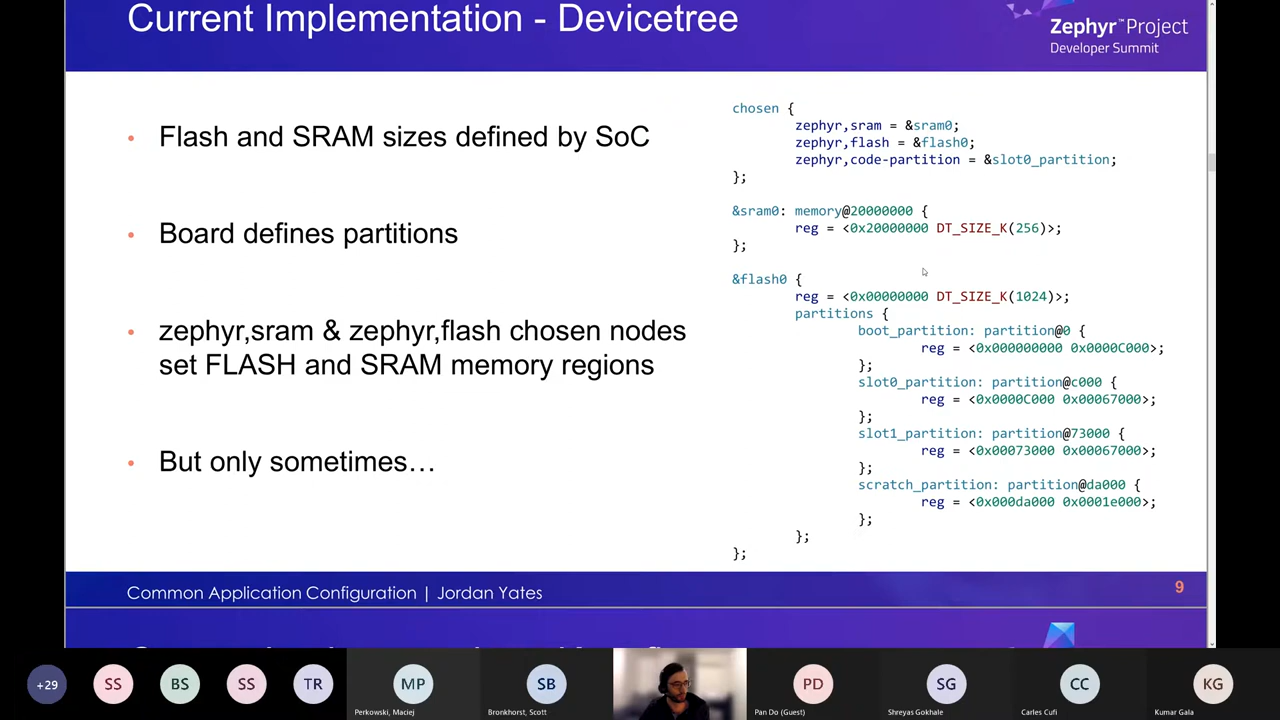 Current Implementation - Devicetree
Zephyr™Project
Developer Summit
• Flash and SRAM sizes defined by SoC
• Board defines partitions
• zephyr,sram & zephyr,flash chosen nodes
set FLASH and SRAM memory regions
• But only sometimes…
chosen {
zephyr,sram = &sram0;
zephyr,flash = &flash0;
zephyr,code-partition = &slot0_partition;
};
&sram0: memory@20000000 {
reg = <0x20000000 DT_SIZE_K(256)>;
};
&flash0 {
reg = <0x00000000 DT_SIZE_K(1024)>;
partitions {
boot_partition: partition@0 {
reg = <0x000000000 0x0000C000>;
};
slot0_partition: partition@c000 {
reg = <0x0000C000 0x00067000>;
};
slot1_partition: partition@73000 {
reg = <0x00073000 0x00067000>;
};
scratch_partition: partition@da000 {
reg = <0x000da000 0x0001e000>;
};
};
};
Common Application Configuration | Jordan Yates
9
+29
SS
BS
SS
TR
MP
SB
PD
SG
CC
KG
Perkowski, Maciej
Bronkhorst, Scott
Pan Do (Guest)
Shreyas Gokhale
Carles Cufi
Kumar Gala